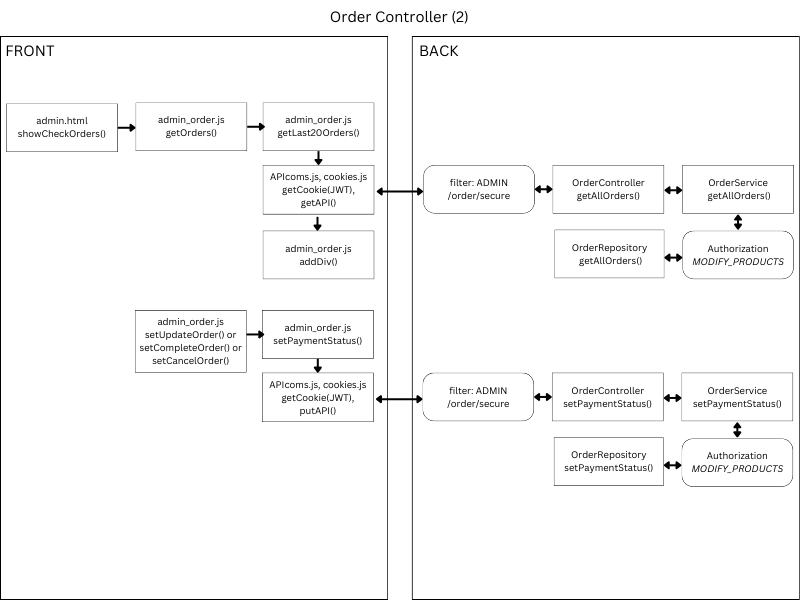 Order Controller (2)
FRONT
BACK
admin.html
showCheckOrders()
admin_order.js
getOrders()
admin_order.js
getLast20Orders()
APIcoms.js, cookies.js
getCookie(JWT),
getAPI()
filter: ADMIN
/order/secure
OrderController
getAllOrders()
OrderService
getAllOrders()
admin_order.js
addDiv()
OrderRepository
getAllOrders()
Authorization
MODIFY_PRODUCTS
admin_order.js
setUpdateOrder() or
setCompleteOrder() or
setCancelOrder()
admin_order.js
setPaymentStatus()
APIcoms.js, cookies.js
getCookie(JWT),
putAPI()
filter: ADMIN
/order/secure
OrderController
setPaymentStatus()
OrderService
setPaymentStatus()
OrderRepository
setPaymentStatus()
Authorization
MODIFY_PRODUCTS